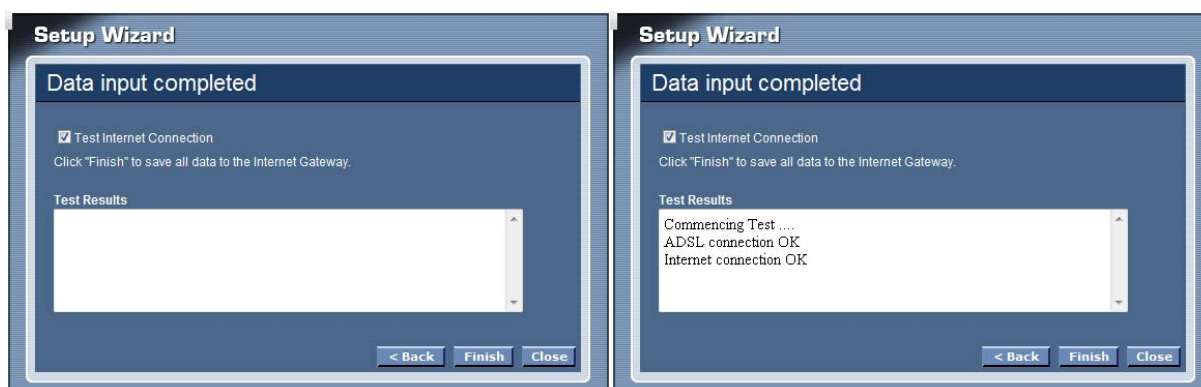 Setup Wizard
Data input completed
Test Internet Connection
Click "Finish" to save all data to the Internet Gateway.
Test Results
< Back Finish Close
Setup Wizard
Data input completed
Test Internet Connection
Click "Finish" to save all data to the Internet Gateway.
Test Results
Commencing Test ....
ADSL connection OK
Internet connection OK
< Back Finish Close